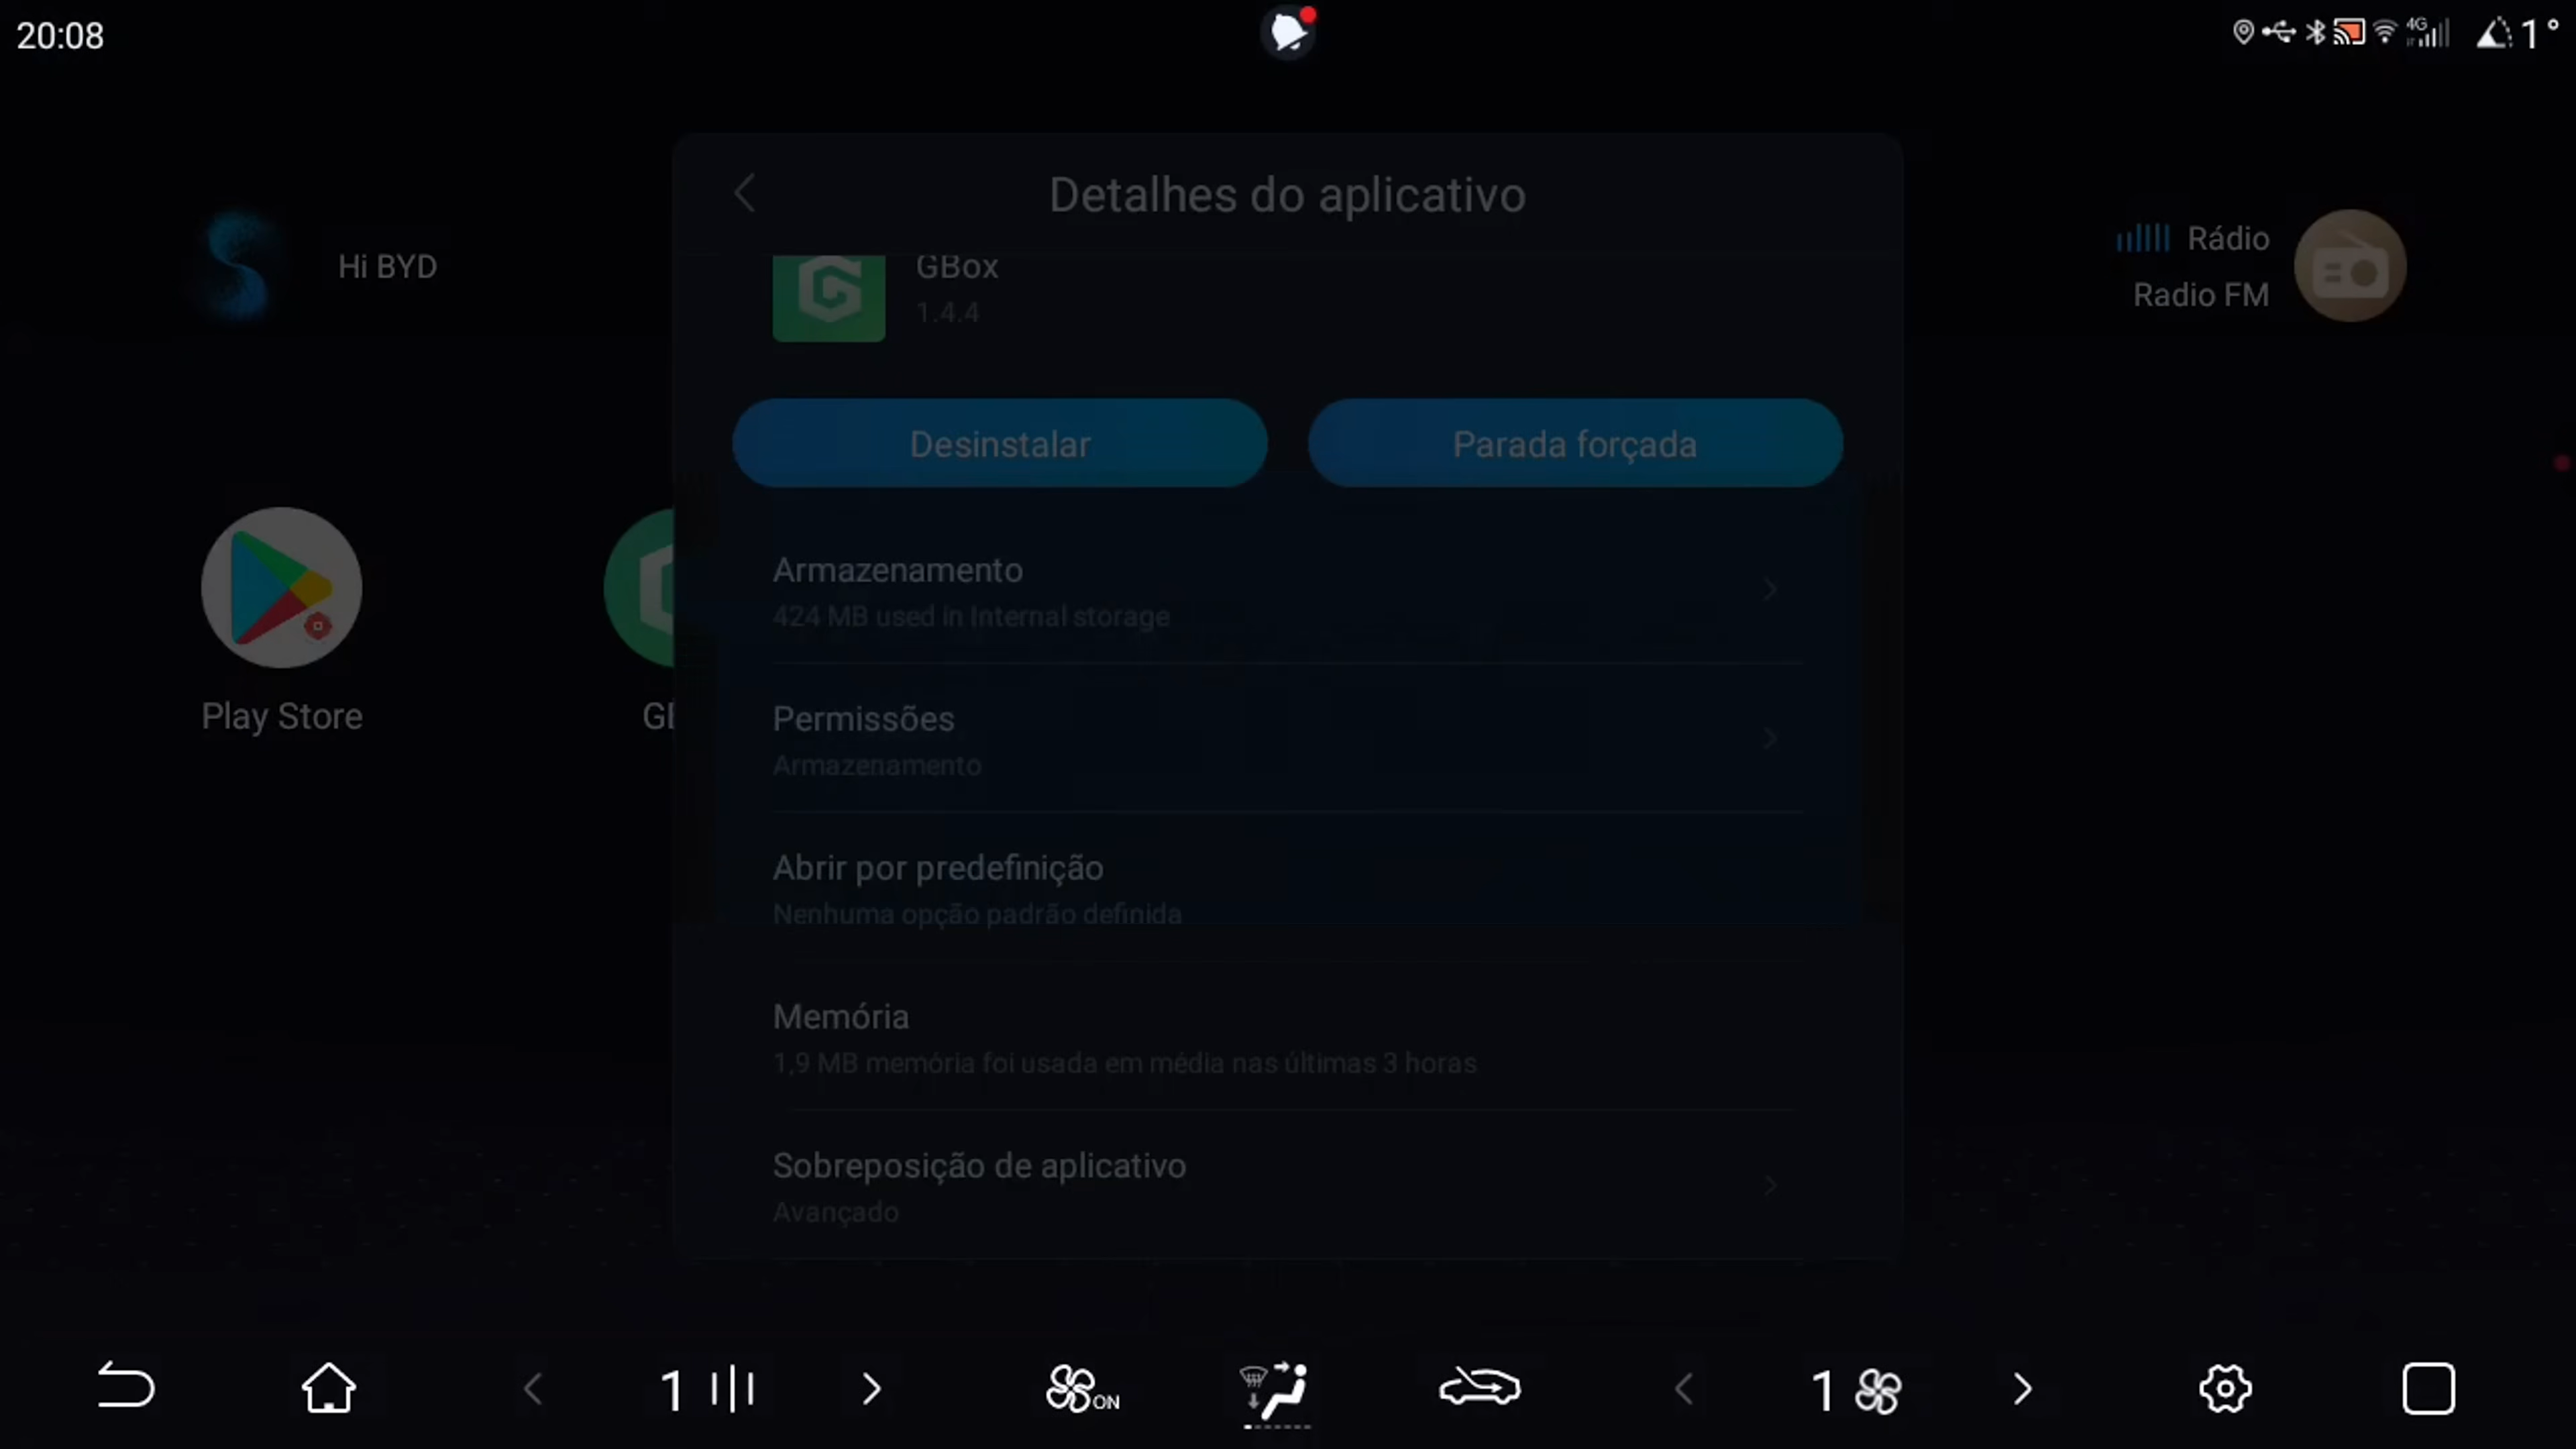 20:08
4G
1°
Detalhes do aplicativo
Hi BYD
GBox
1.4.4
Rádio
Radio FM
Desinstalar
Parada forçada
Armazenamento
424 MB used in Internal storage
Play Store
Permissões
Armazenamento
Abrir por predefinição
Nenhuma opção padrão definida
Memória
1,9 MB memória foi usada em média nas últimas 3 horas
Sobreposição de aplicativo
Avançado
1
ON
1